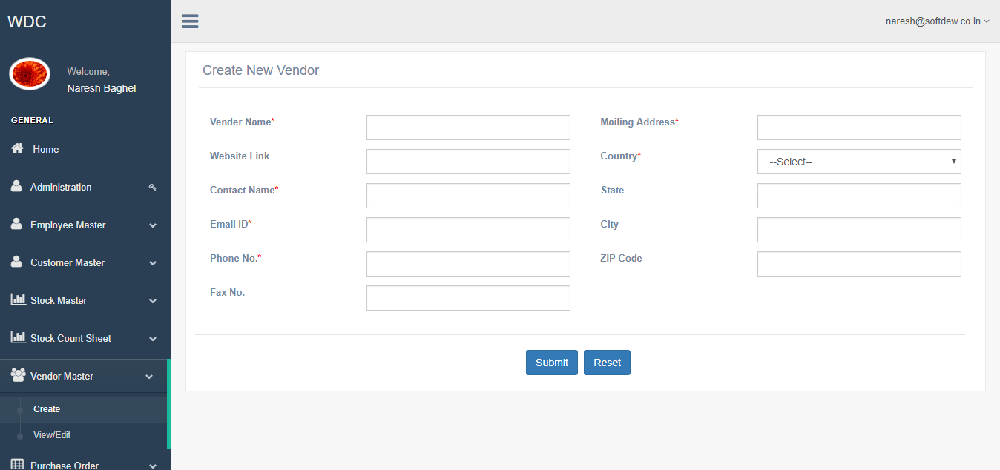 WDC
naresh@softdew.co.in
Welcome,
Naresh Baghel
GENERAL
Home
Administration
Employee Master
Customer Master
Stock Master
Stock Count Sheet
Vendor Master
Create
View/Edit
Purchase Order
Create New Vendor
Vender Name*
Mailing Address*
Website Link
Country*
--Select--
Contact Name*
State
Email ID*
City
Phone No.*
ZIP Code
Fax No.
Submit
Reset